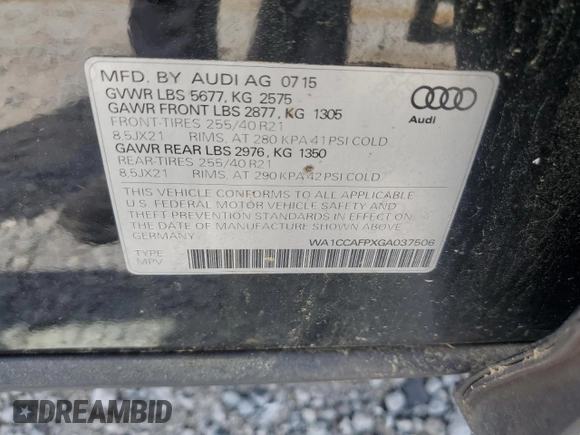 MFD. BY AUDI AG 07 15
GVWR LBS 5677, KG 2575
GAWR FRONT LBS 2877, KG 1305
FRONT-TIRES 255/40 R21
8,5JX21 RIMS, AT 280 KPA 41 PSI COLD
GAWR REAR LBS 2976, KG 1350
REAR-TIRES 255/40 R21
8,5JX21 RIMS, AT 290 KPA 42 PSI COLD
Audi
THIS VEHICLE CONFORMS TO ALL APPLICABLE
U.S. FEDERAL MOTOR VEHICLE SAFETY AND
THEFT PREVENTION STANDARDS IN EFFECT ON
THE DATE OF MANUFACTURE SHOWN ABOVE
GERMANY
WA1CCAFPXGA037506
TYPE:
MPV
DREAMBID